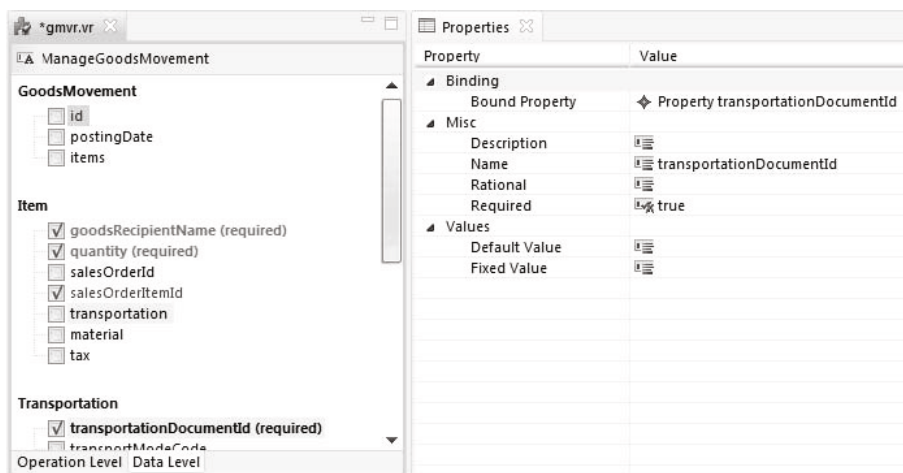 *gmvr.vr
ManageGoodsMovement
GoodsMovement
id
postingDate
items
Item
goodsRecipientName (required)
quantity (required)
salesOrderId
salesOrderItemId
transportation
material
tax
Transportation
transportationDocumentId (required)
transportModeCode
Operation Level Data Level
Properties
Property Value
Binding
Bound Property Property transportationDocumentId
Misc
Description
Name transportationDocumentId
Rational
Required true
Values
Default Value
Fixed Value